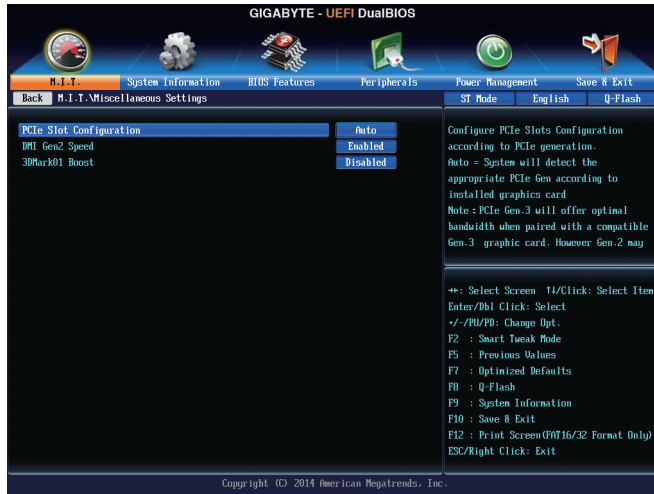 GIGABYTE - UEFI DualBIOS
M.I.T.
System Information
BIOS Features
Peripherals
Power Management
Save & Exit
Back M.I.T.\Miscellaneous Settings
ST Mode English Q-Flash
PCIe Slot Configuration Auto
DMI Gen2 Speed Enabled
3DMark01 Boost Disabled
Configure PCIe Slots Configuration
according to PCIe generation.
Auto = System will detect the
appropriate PCIe Gen according to
installed graphics card
Note : PCIe Gen.3 will offer optimal
bandwidth when paired with a compatible
Gen.3 graphic card. However Gen.2 may
→←: Select Screen ↑↓/Click: Select Item
Enter/Dbl Click: Select
+/-/PU/PD: Change Opt.
F2 : Smart Tweak Mode
F5 : Previous Values
F7 : Optimized Defaults
F8 : Q-Flash
F9 : System Information
F10 : Save & Exit
F12 : Print Screen(FAT16/32 Format Only)
ESC/Right Click: Exit
Copyright (C) 2014 American Megatrends, Inc.